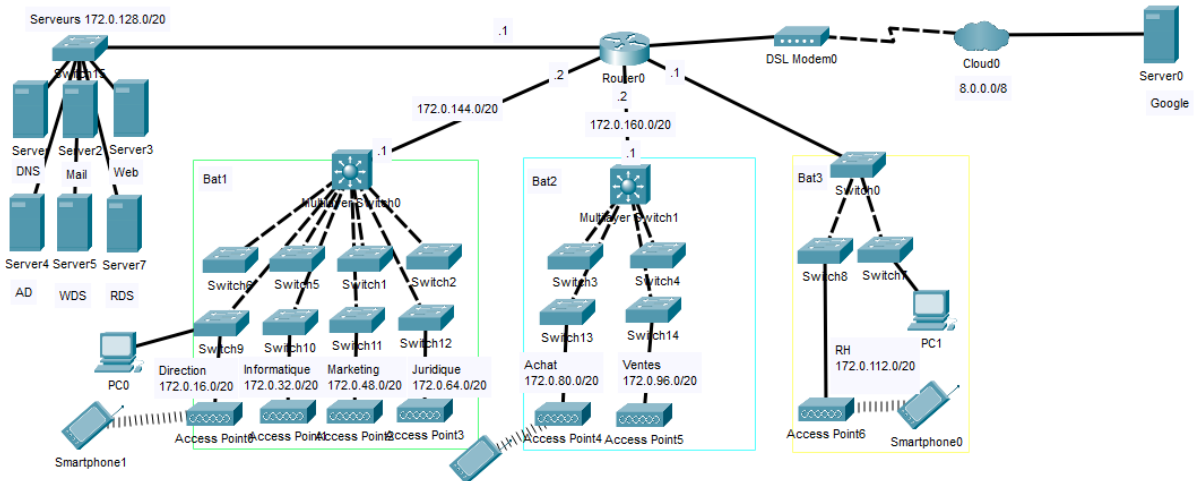 Serveurs 172.0.128.0/20
Switch15
.1
Router0
DSL Modem0
Cloud0
8.0.0.0/8
Server0
Google
.2
.2
.1
172.0.144.0/20
172.0.160.0/20
Server
Server2
Server3
DNS
Mail
Web
Server4
Server5
Server7
AD
WDS
RDS
.1
Bat1
Multilayer Switch0
Switch6
Switch5
Switch1
Switch2
Switch9
Switch10
Switch11
Switch12
PC0
Direction
172.0.16.0/20
Informatique
172.0.32.0/20
Marketing
172.0.48.0/20
Juridique
172.0.64.0/20
Access Point0
Access Point1
Access Point2
Access Point3
Smartphone1
.1
Bat2
Multilayer Switch1
Switch3
Switch4
Switch13
Switch14
Achat
172.0.80.0/20
Ventes
172.0.96.0/20
Access Point4
Access Point5
Bat3
Switch0
Switch8
Switch7
PC1
RH
172.0.112.0/20
Access Point6
Smartphone0